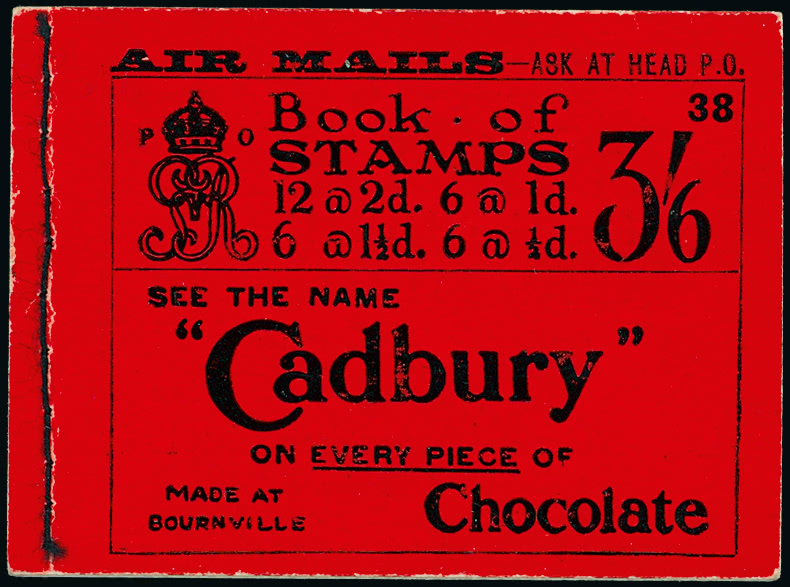 AIR MAILS—ASK AT HEAD P.O.
38
P O
GVR
Book · of
STAMPS
12 @ 2d. 6 @ 1d.
6 @ 1½d. 6 @ ½d.
3/6
SEE THE NAME
“Cadbury”
ON EVERY PIECE OF
MADE AT
BOURNVILLE
Chocolate